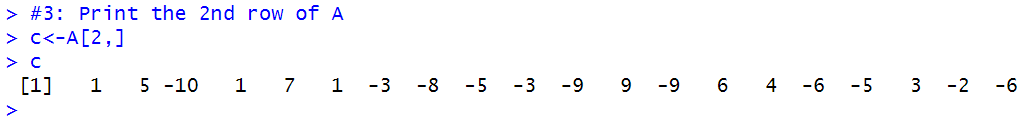 > #3: Print the 2nd row of A
> c<-A[2,]
> c
[1]   1   5 -10   1   7   1  -3  -8  -5  -3  -9   9  -9   6   4  -6  -5   3  -2  -6
>